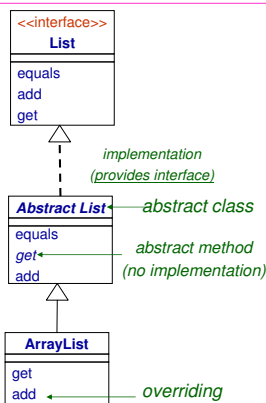 <<interface>>
List
equals
add
get
implementation
(provides interface)
Abstract List
abstract class
equals
get
abstract method
add
(no implementation)
ArrayList
get
add
overriding